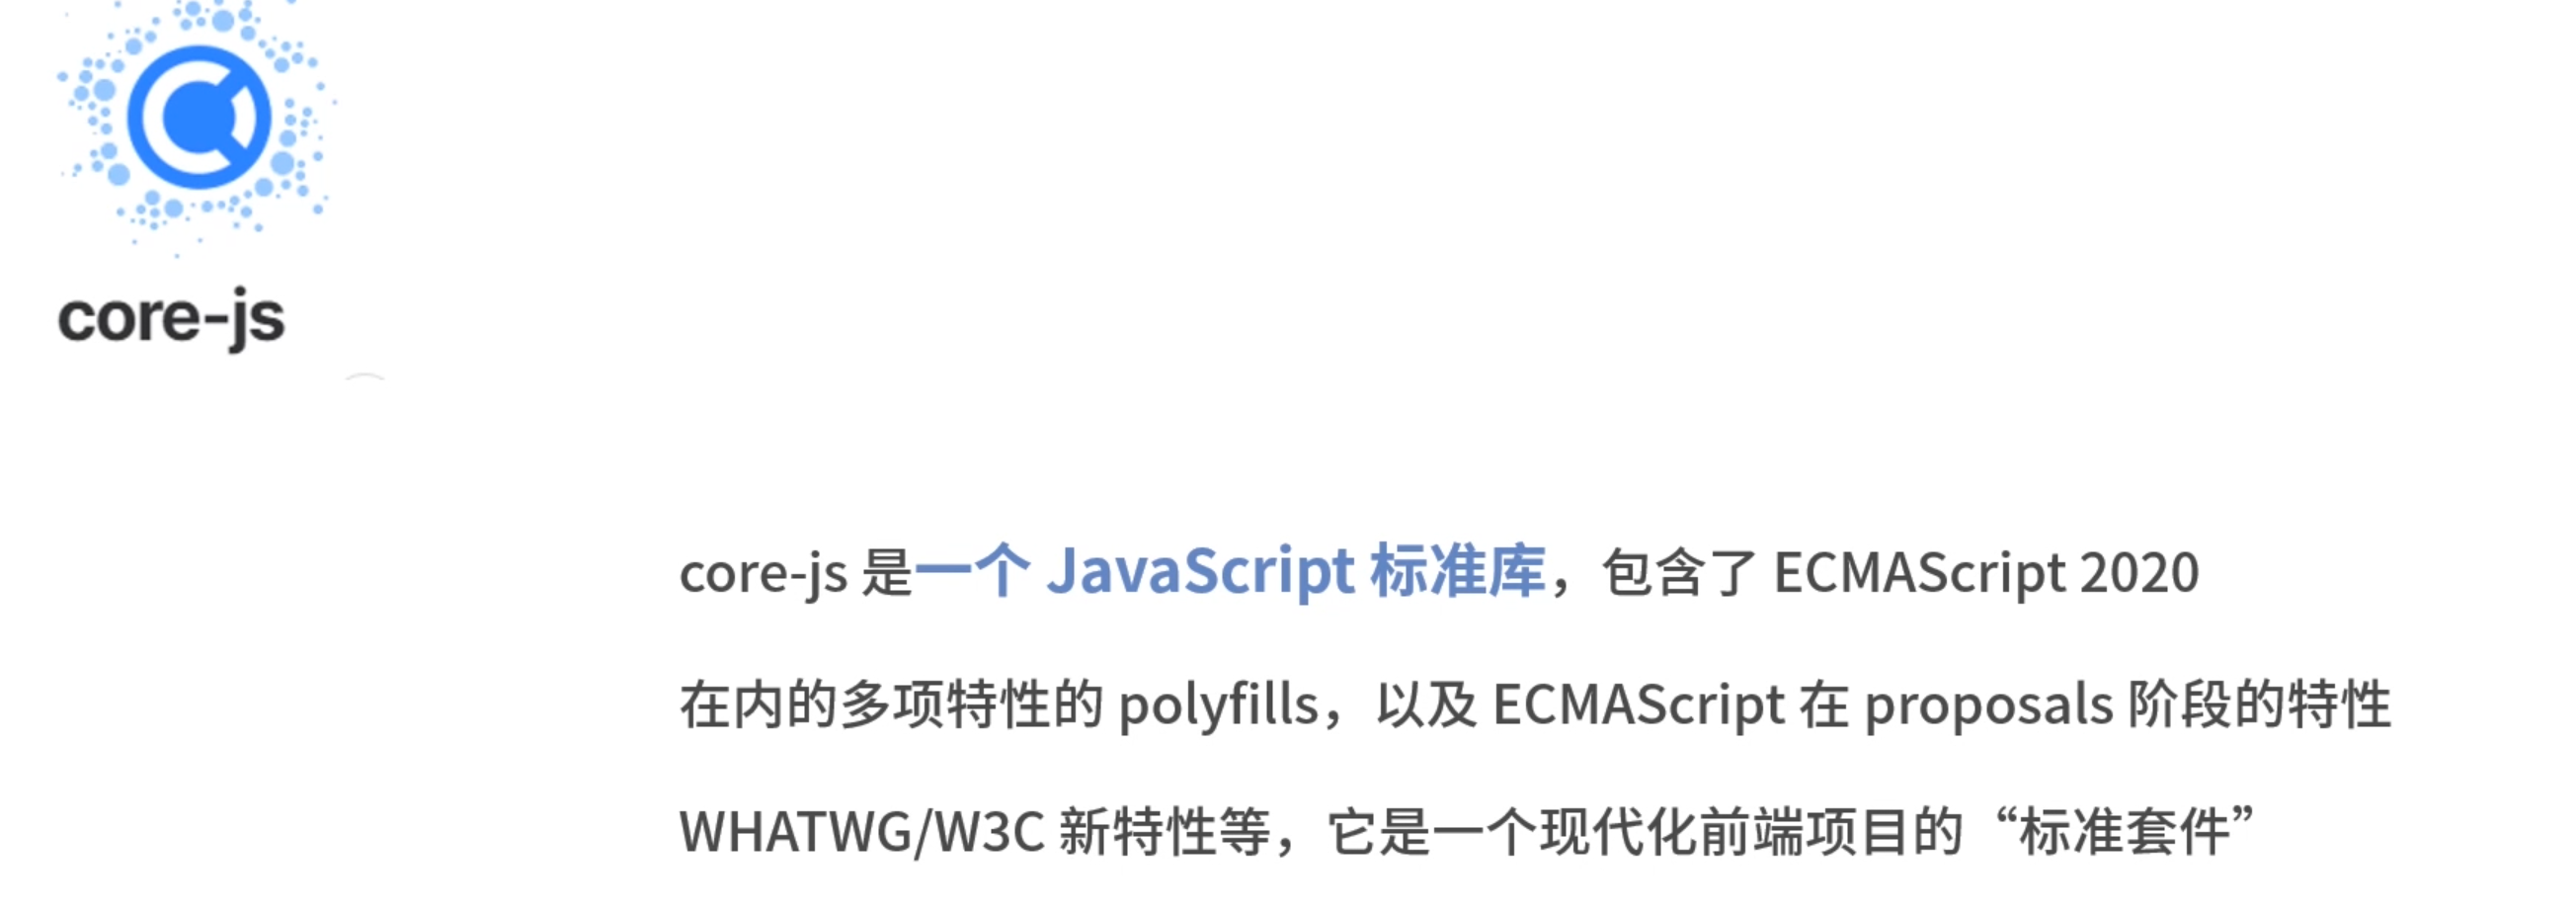 core-js
core-js 是一个 JavaScript 标准库，包含了 ECMAScript 2020
在内的多项特性的 polyfills，以及 ECMAScript 在 proposals 阶段的特性
WHATWG/W3C 新特性等，它是一个现代化前端项目的“标准套件”